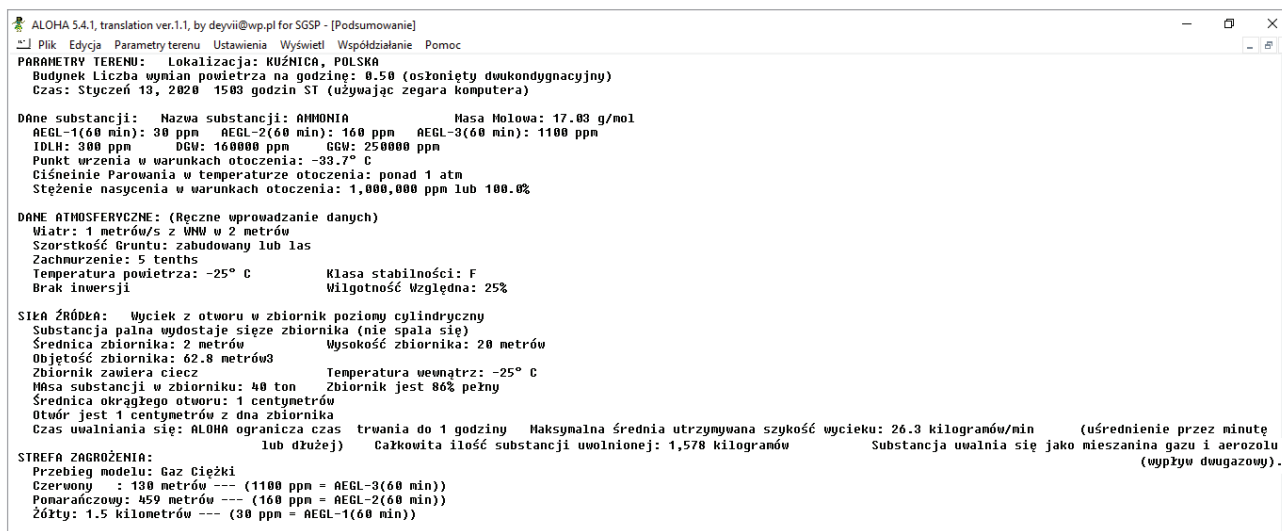 ALOHA 5.4.1, translation ver.1.1, by deyvii@wp.pl for SGSP - [Podsumowanie]
Plik Edycja Parametry terenu Ustawienia Wyświetl Współdziałanie Pomoc
PARAMETRY TERENU: Lokalizacja: KUŹNICA, POLSKA
Budynek Liczba wymian powietrza na godzinę: 0.50 (osłonięty dwukondygnacyjny)
Czas: Styczeń 13, 2020 1503 godzin ST (używając zegara komputera)
DAne substancji: Nazwa substancji: AMMONIA Masa Molowa: 17.03 g/mol
AEGL-1(60 min): 30 ppm AEGL-2(60 min): 160 ppm AEGL-3(60 min): 1100 ppm
IDLH: 300 ppm DGW: 160000 ppm GGW: 250000 ppm
Punkt wrzenia w warunkach otoczenia: -33.7° C
Ciśneinie Parowania w temperaturze otoczenia: ponad 1 atm
Stężenie nasycenia w warunkach otoczenia: 1,000,000 ppm lub 100.0%
DANE ATMOSFERYCZNE: (Ręczne wprowadzanie danych)
Wiatr: 1 metrów/s z WNW w 2 metrów
Szorstkość Gruntu: zabudowany lub las
Zachmurzenie: 5 tenths
Temperatura powietrza: -25° C Klasa stabilności: F
Brak inwersji Wilgotność Względna: 25%
SIŁA ŹRÓDŁA: Wyciek z otworu w zbiornik poziomy cylindryczny
Substancja palna wydostaje sięze zbiornika (nie spala się)
Średnica zbiornika: 2 metrów Wysokość zbiornika: 20 metrów
Objętość zbiornika: 62.8 metrów3
Zbiornik zawiera ciecz Temperatura wewnątrz: -25° C
MAsa substancji w zbiorniku: 40 ton Zbiornik jest 86% pełny
Średnica okrągłego otworu: 1 centymetrów
Otwór jest 1 centymetrów z dna zbiornika
Czas uwalniania się: ALOHA ogranicza czas trwania do 1 godziny Maksymalna średnia utrzymywana szykość wycieku: 26.3 kilogramów/min (uśrednienie przez minutę
lub dłużej) Całkowita ilość substancji uwolnionej: 1,578 kilogramów Substancja uwalnia się jako mieszanina gazu i aerozolu
(wypływ dwugazowy).
STREFA ZAGROŻENIA:
Przebieg modelu: Gaz Ciężki
Czerwony : 130 metrów --- (1100 ppm = AEGL-3(60 min))
Pomarańczowy: 459 metrów --- (160 ppm = AEGL-2(60 min))
Żółty: 1.5 kilometrów --- (30 ppm = AEGL-1(60 min))